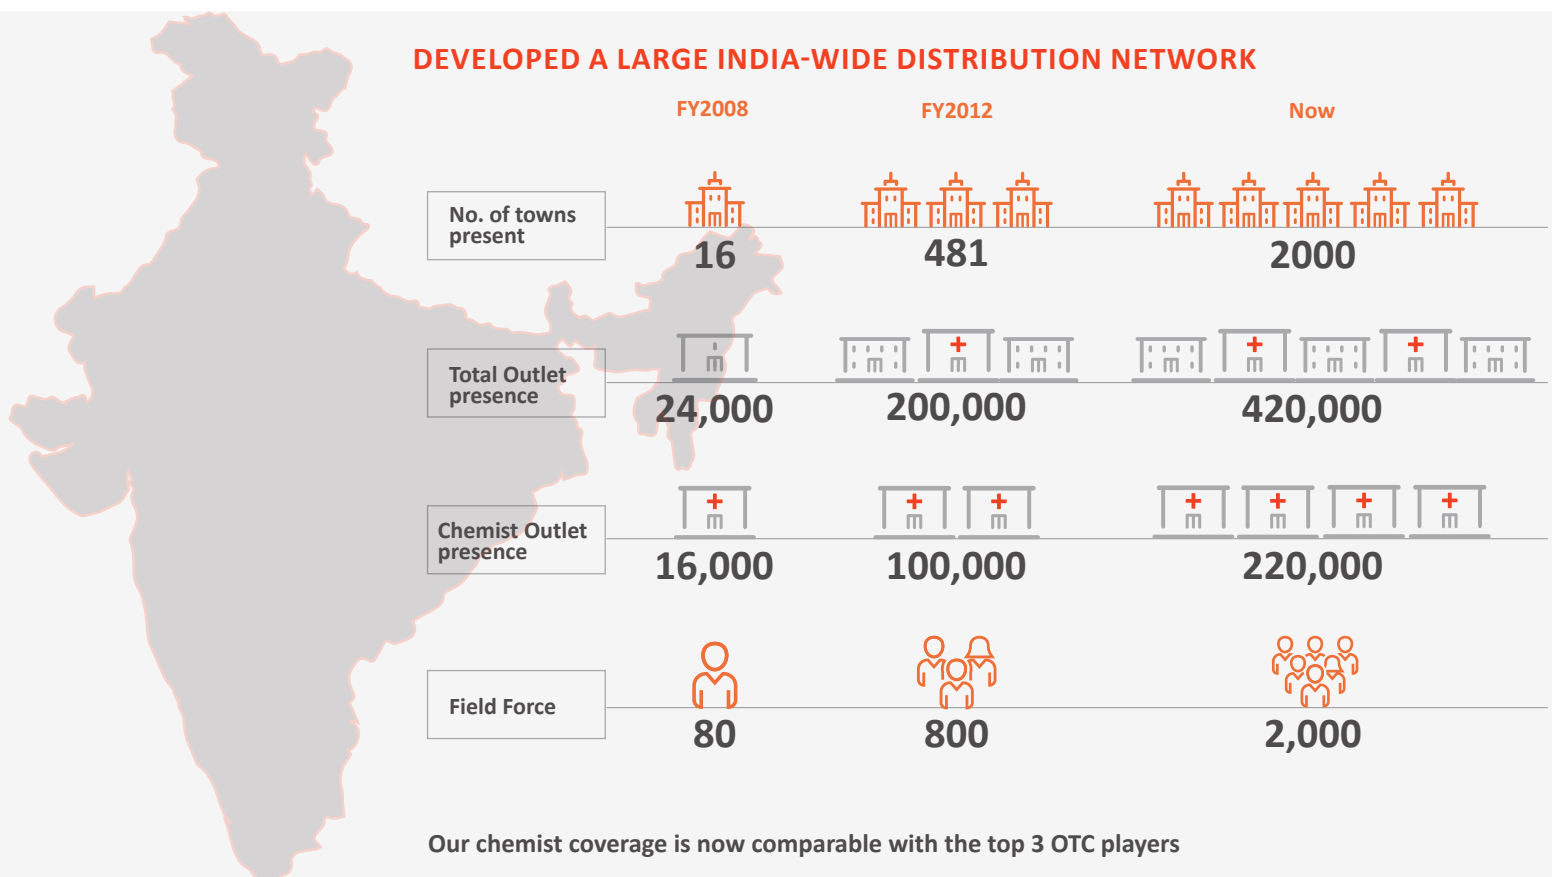 DEVELOPED A LARGE INDIA-WIDE DISTRIBUTION NETWORK
FY2008 FY2012 Now
No. of towns
present
16 481 2000
Total Outlet
presence
24,000 200,000 420,000
Chemist Outlet
presence
16,000 100,000 220,000
Field Force
80 800 2,000
Our chemist coverage is now comparable with the top 3 OTC players